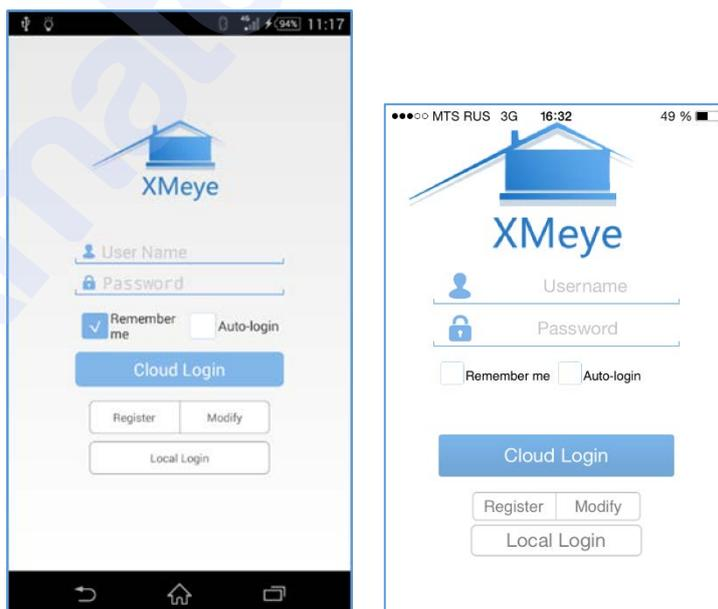 4G 94% 11:17
XMeye
User Name
Password
Remember
me
Auto-login
Cloud Login
Register Modify
Local Login
MTS RUS 3G 16:32 49 %
XMeye
Username
Password
Remember me Auto-login
Cloud Login
Register Modify
Local Login